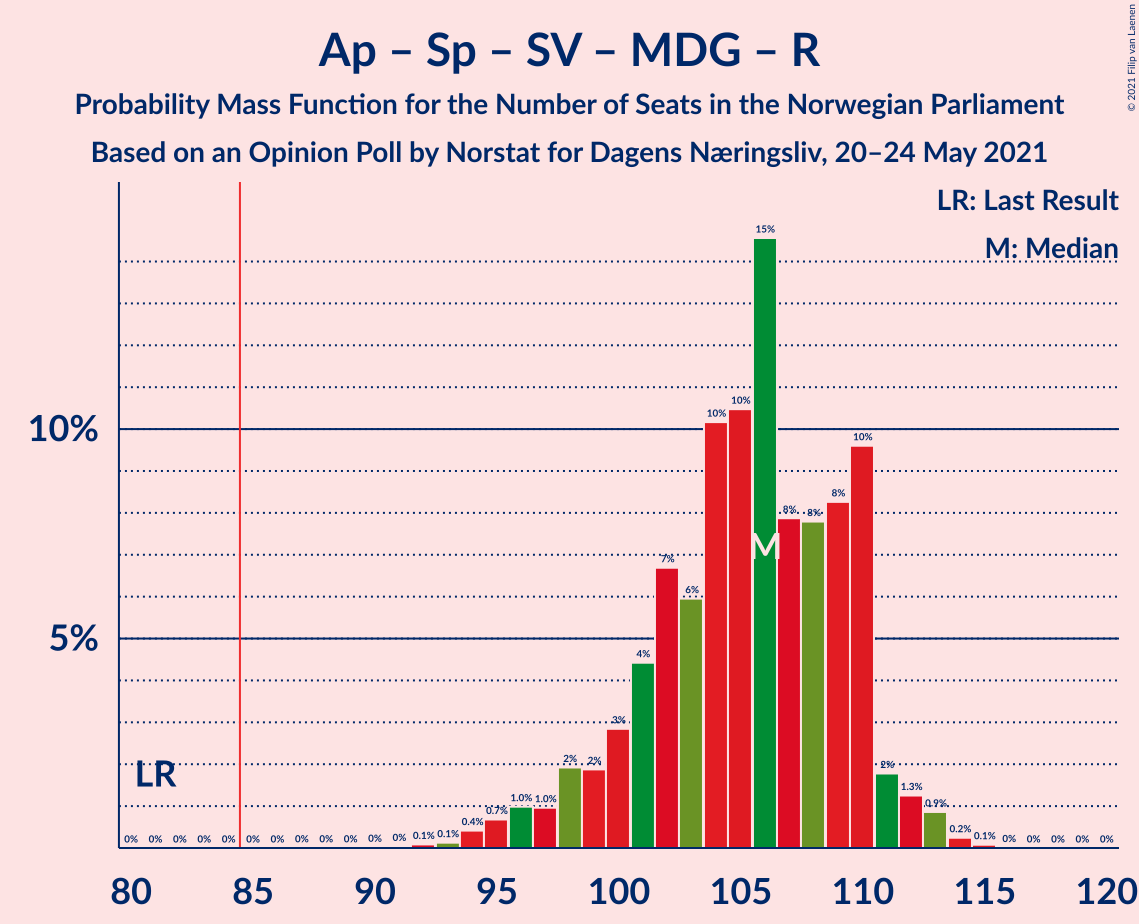 Ap – Sp – SV – MDG – R
Probability Mass Function for the Number of Seats in the Norwegian Parliament
Based on an Opinion Poll by Norstat for Dagens Næringsliv, 20–24 May 2021
© 2021 Filip van Laenen
LR: Last Result
M: Median
10%
5%
LR
M
0% 0% 0% 0% 0% 0% 0% 0% 0% 0% 0% 0% 0.1% 0.1% 0.4% 0.7% 1.0% 1.0% 2% 2% 3% 4% 7% 6% 10% 10% 15% 8% 8% 8% 10% 2% 1.3% 0.9% 0.2% 0.1% 0% 0% 0% 0% 0%
80 85 90 95 100 105 110 115 120